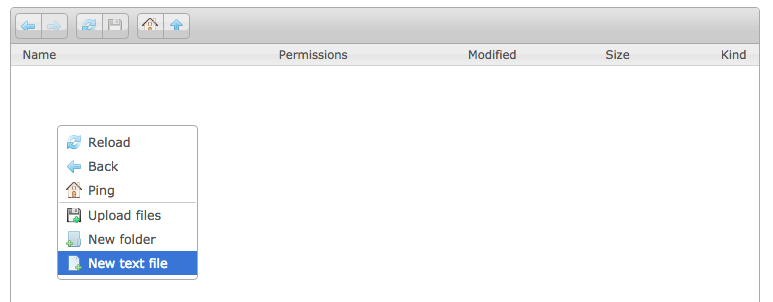 Name Permissions Modified Size Kind
Reload
Back
Ping
Upload files
New folder
New text file